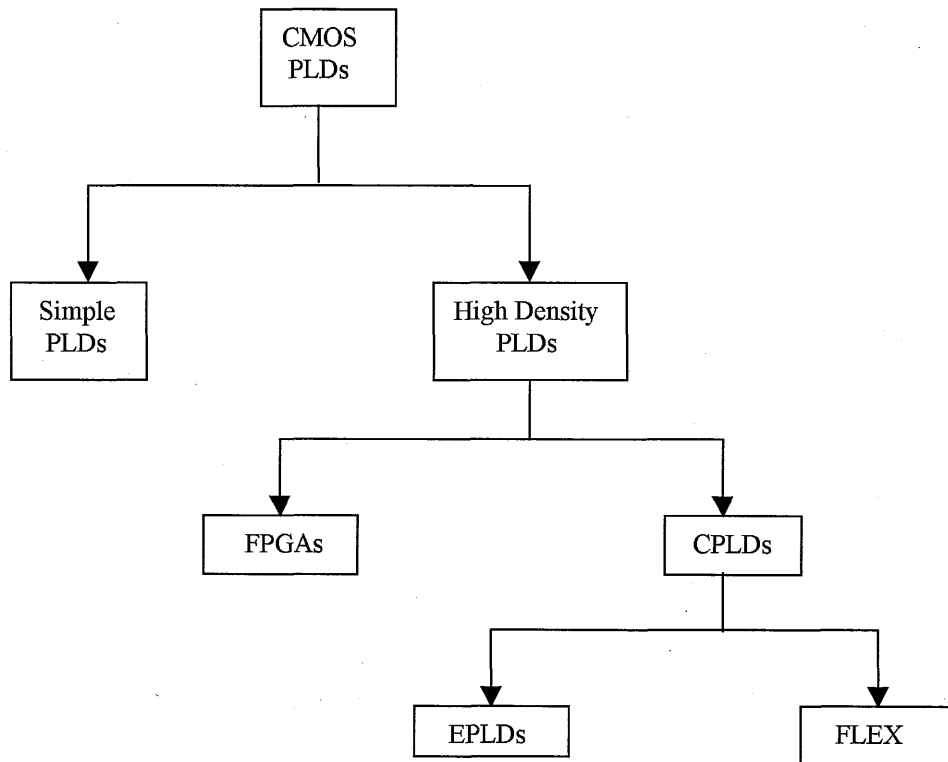 CMOS
PLDs
Simple
PLDs
High Density
PLDs
FPGAs
CPLDs
EPLDs
FLEX